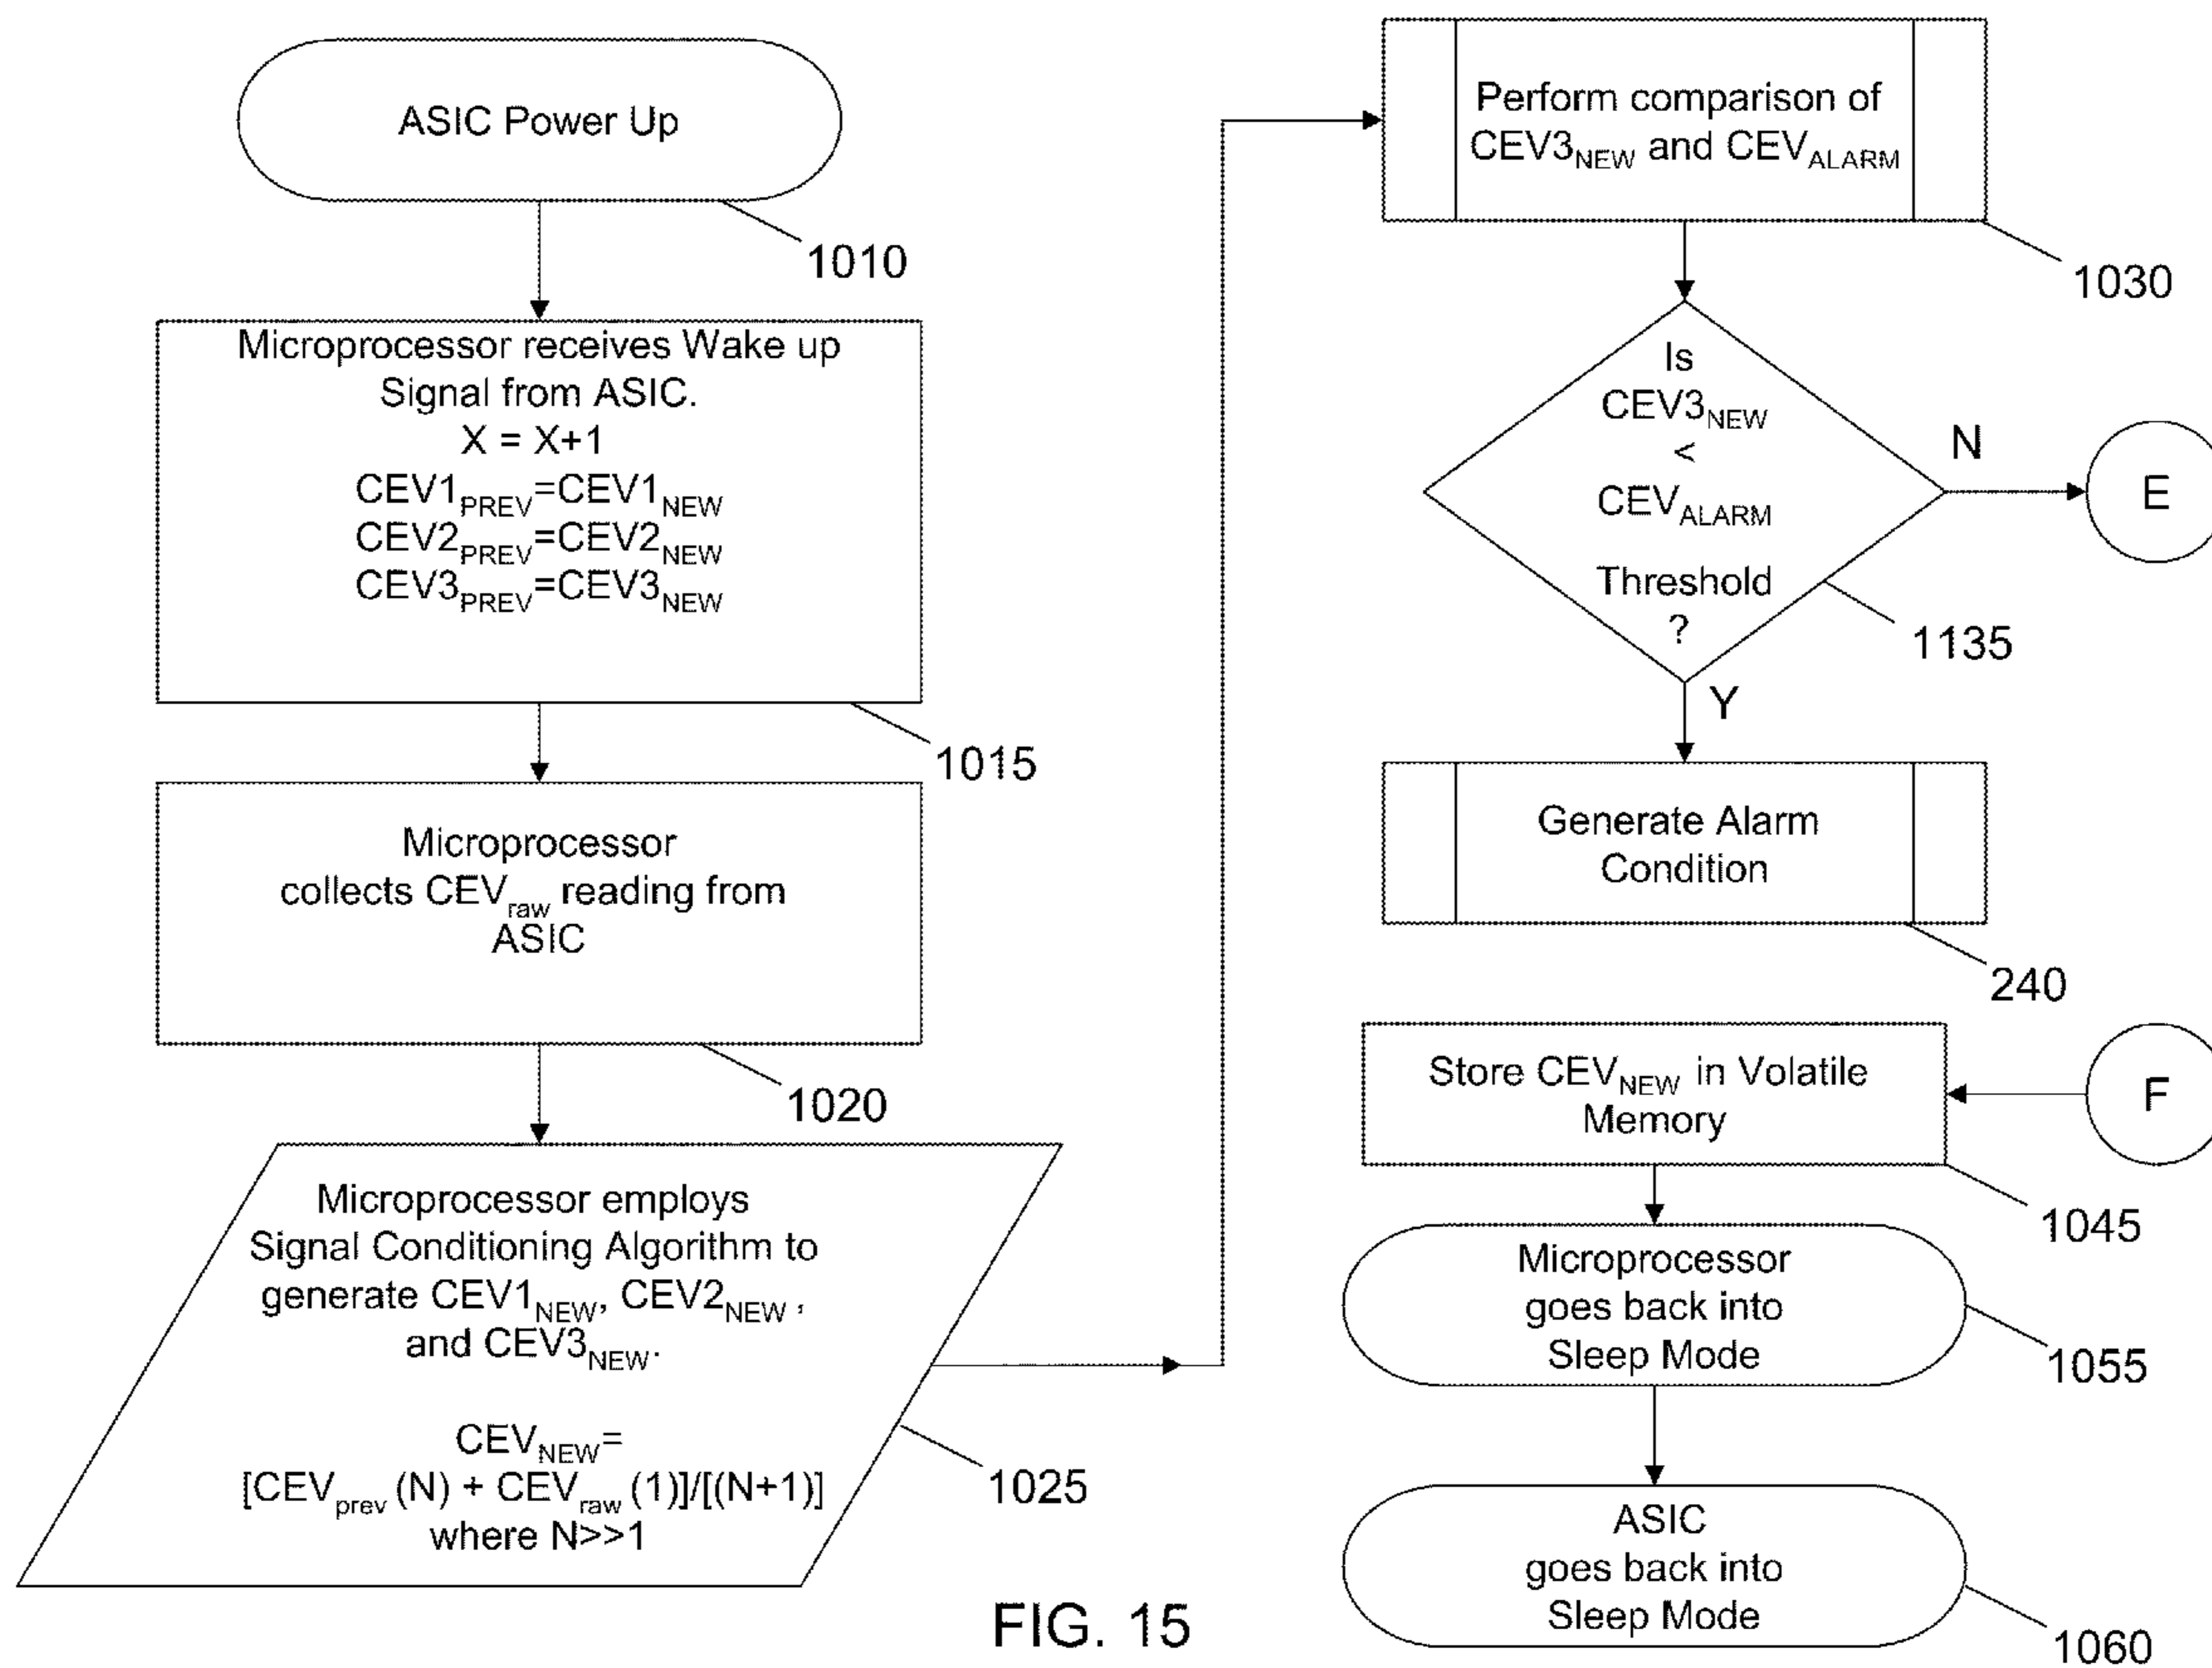 ASIC Power Up
1010
Microprocessor receives Wake up
Signal from ASIC.
X = X+1
CEV1PREV=CEV1NEW
CEV2PREV=CEV2NEW
CEV3PREV=CEV3NEW
1015
Microprocessor
collects CEVraw reading from
ASIC
1020
Microprocessor employs
Signal Conditioning Algorithm to
generate CEV1NEW, CEV2NEW ,
and CEV3NEW.
CEVNEW=
[CEVprev (N) + CEVraw (1)]/[(N+1)]
where N>>1
1025
Perform comparison of
CEV3NEW and CEVALARM
1030
Is
CEV3NEW
<
CEVALARM
Threshold
?
N
E
1135
Y
Generate Alarm
Condition
240
Store CEVNEW in Volatile
Memory
F
1045
Microprocessor
goes back into
Sleep Mode
1055
ASIC
goes back into
Sleep Mode
1060
FIG. 15